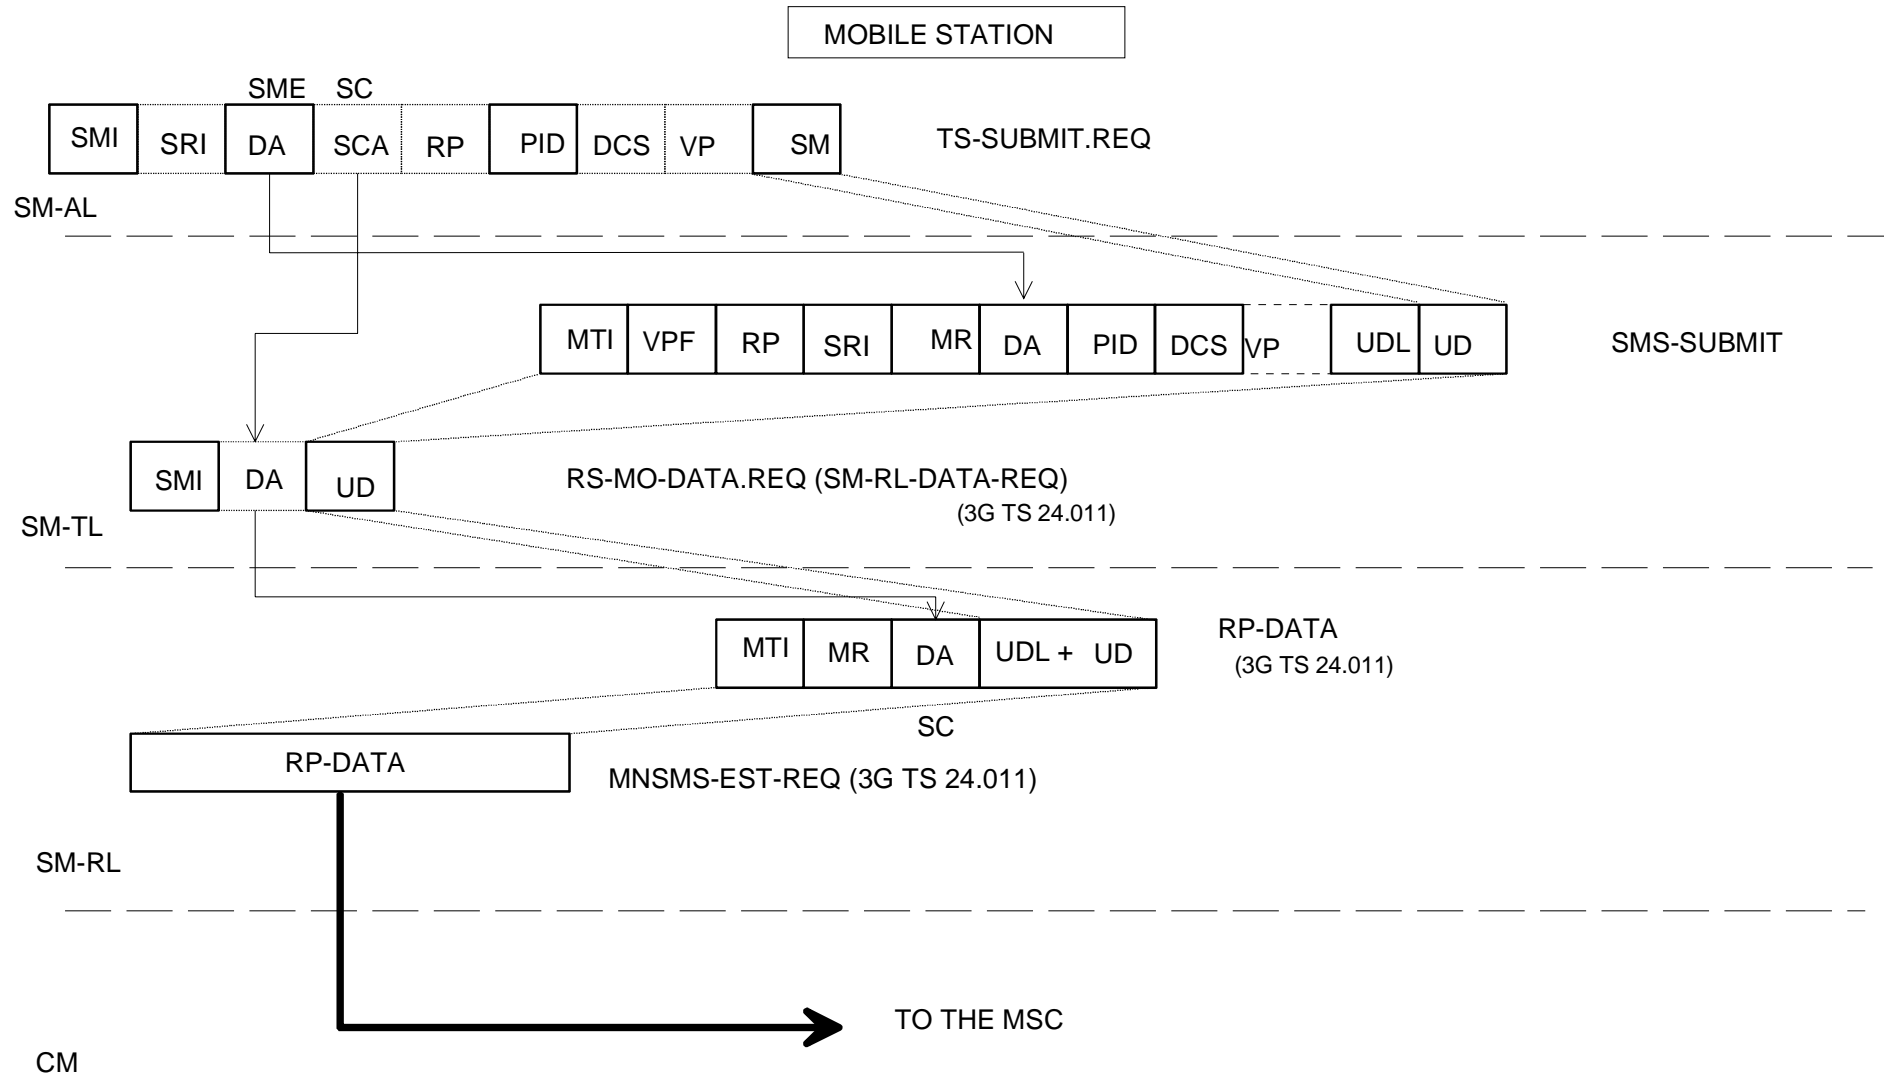 MOBILE STATION
SME SC
SMI SRI DA SCA RP PID DCS VP SM
TS-SUBMIT.REQ
SM-AL
MTI VPF RP SRI MR DA PID DCS VP UDL UD
SMS-SUBMIT
SMI DA UD
RS-MO-DATA.REQ (SM-RL-DATA-REQ)
(3G TS 24.011)
SM-TL
MTI MR DA UDL + UD
RP-DATA
(3G TS 24.011)
SC
RP-DATA
MNSMS-EST-REQ (3G TS 24.011)
SM-RL
TO THE MSC
CM